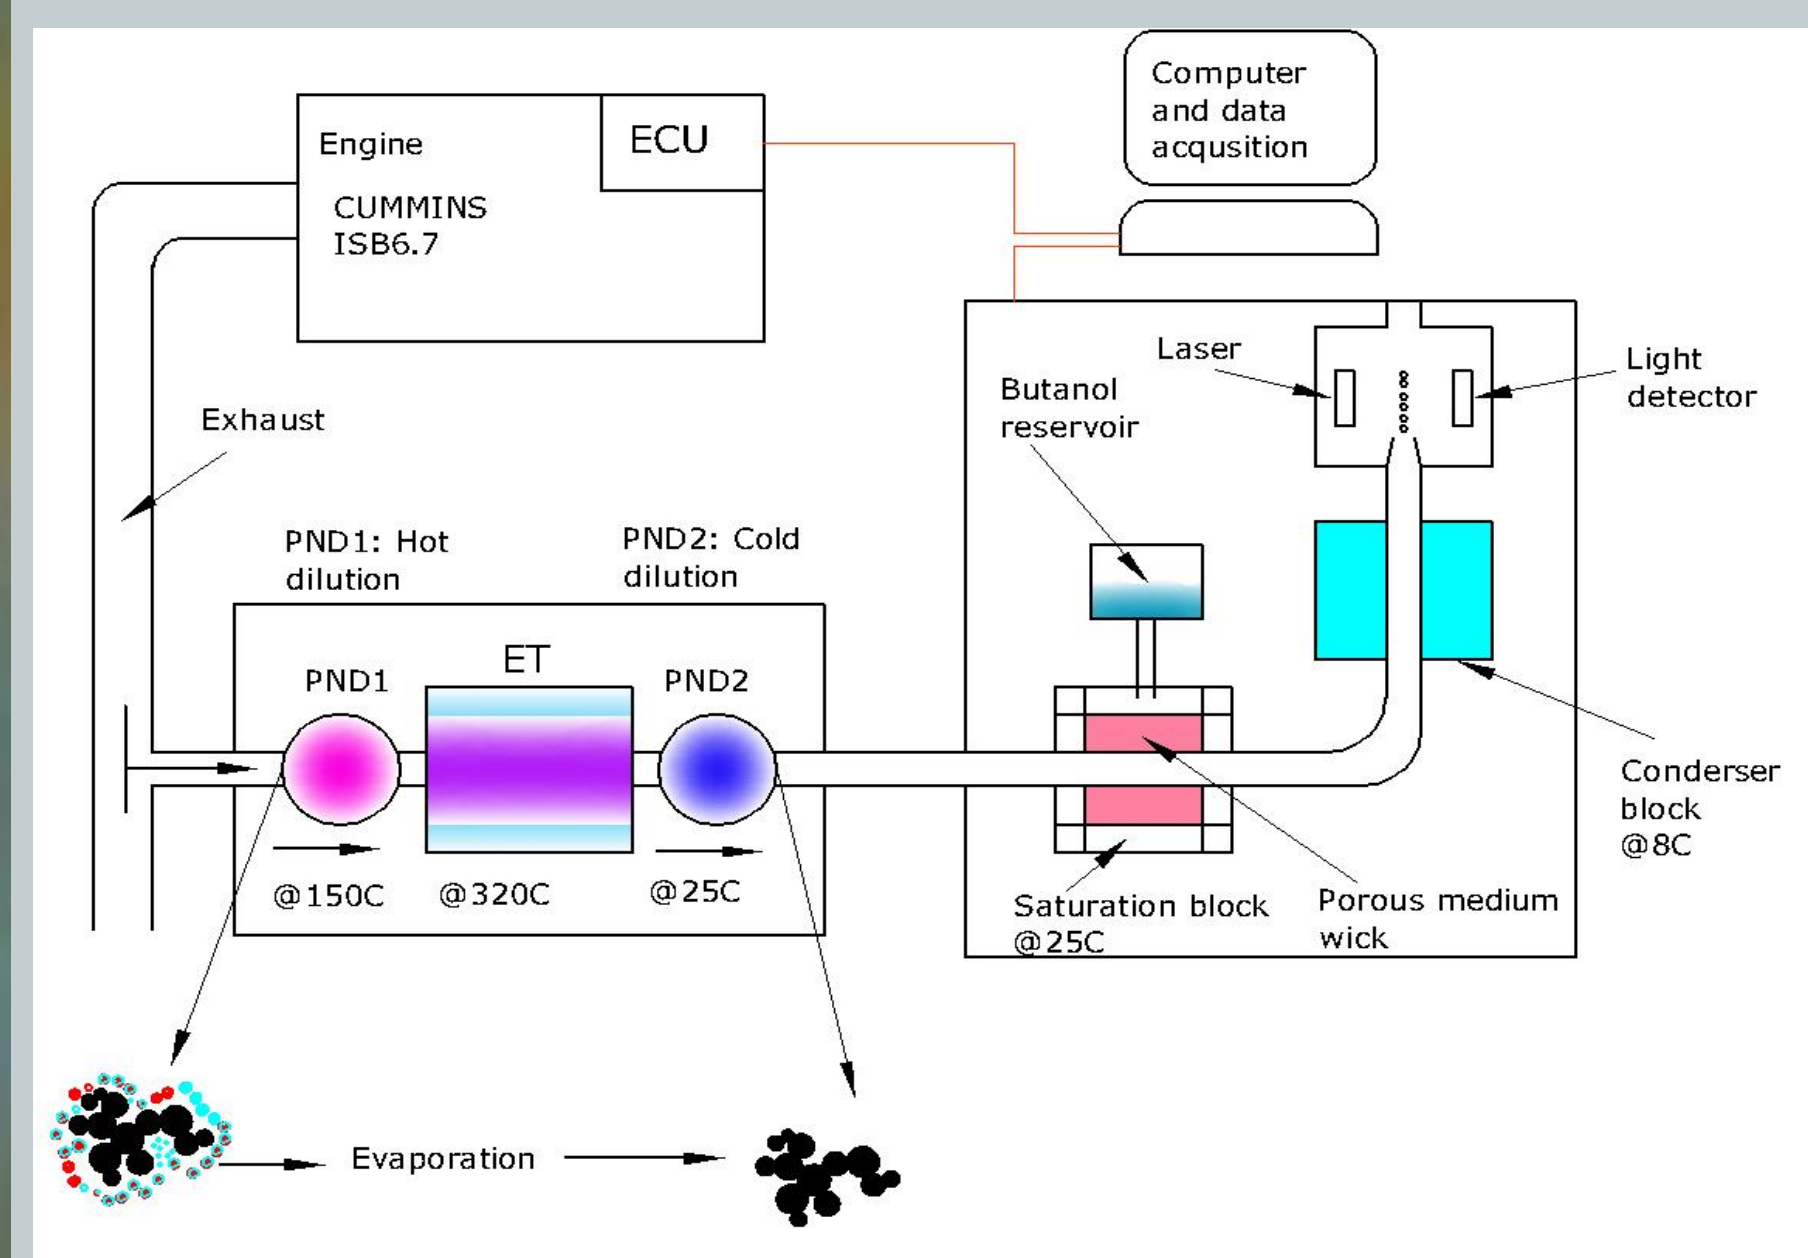 Computer
and data
acqusition
Engine
ECU
CUMMINS
ISB6.7
Laser
Light
detector
Butanol
reservoir
Exhaust
PND1: Hot
dilution
PND2: Cold
dilution
ET
PND1
PND2
@150C
@320C
@25C
Conderser
block
@8C
Saturation block
@25C
Porous medium
wick
Evaporation